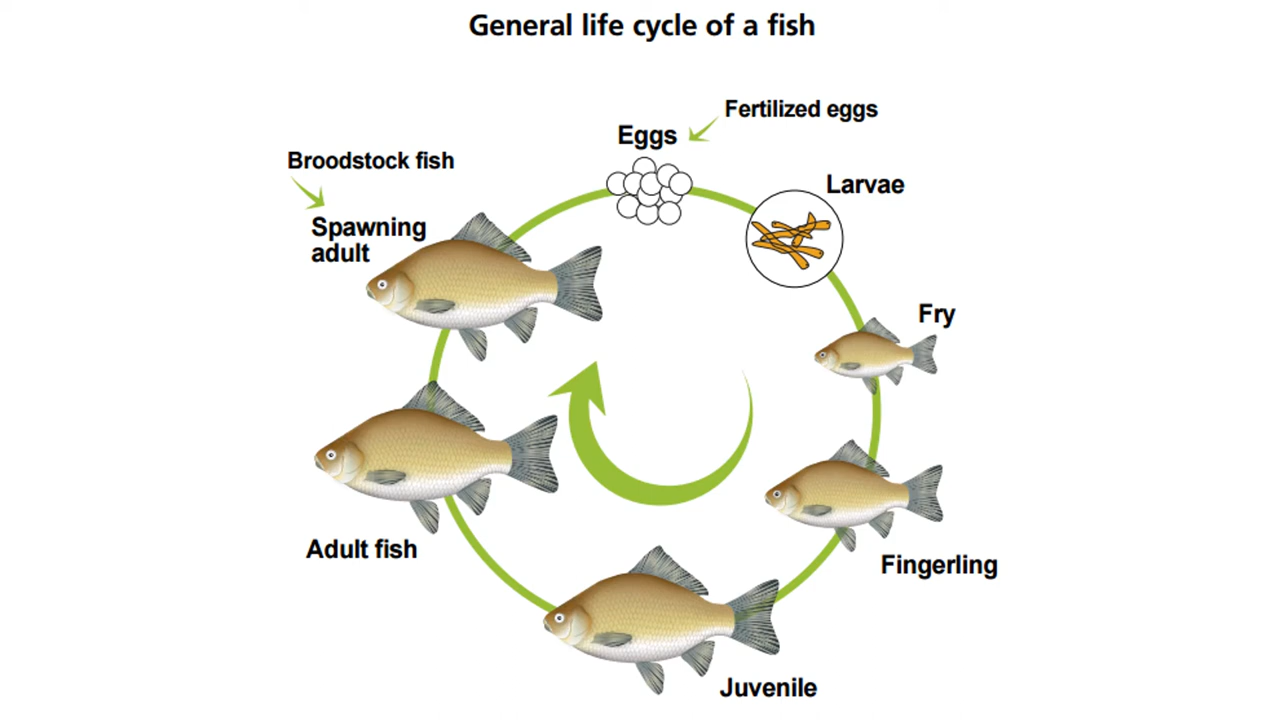 General life cycle of a fish
Fertilized eggs
Eggs
Broodstock fish
Larvae
Spawning
adult
Fry
Adult fish
Fingerling
Juvenile